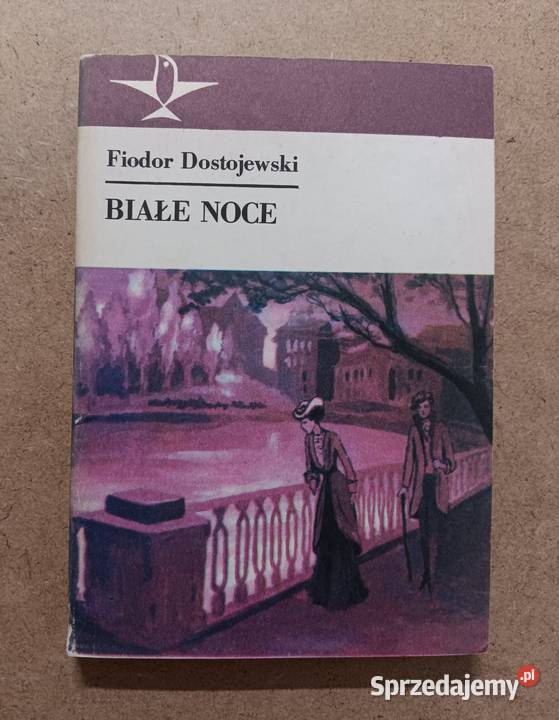 Fiodor Dostojewski
BIAŁE NOCE
Sprzedajemy.pl